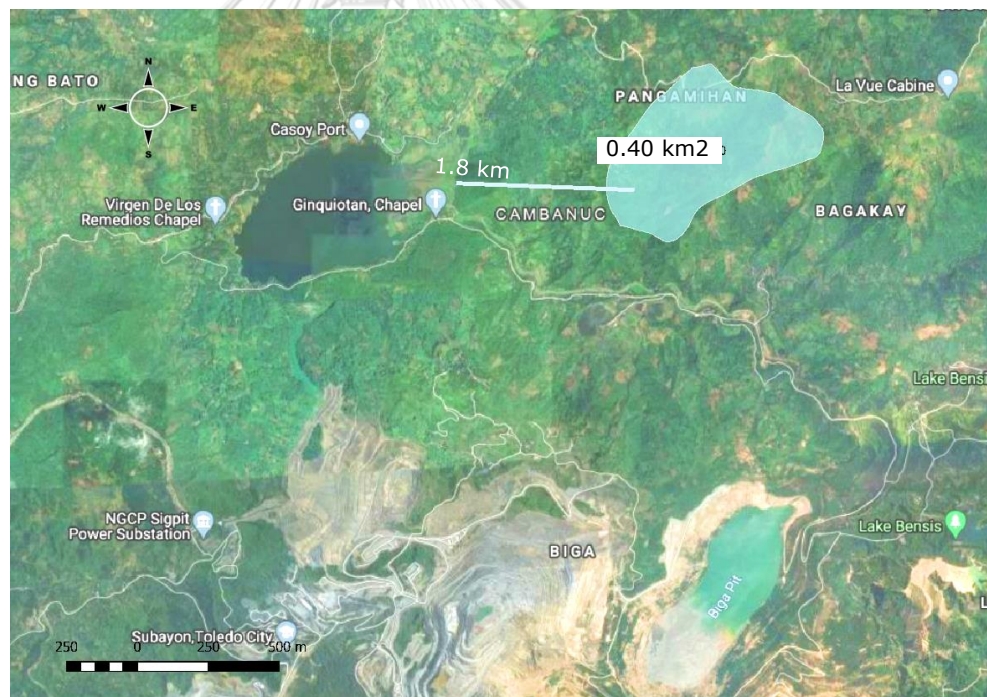 NG BATO
N
W
E
S
Casoy Port
PANGAMIHAN
La Vue Cabine
0.40 km2
1.8 km
Virgen De Los
Remedios Chapel
Ginquiotan, Chapel
CAMBANUC
BAGAKAY
Lake Bensi
NGCP Sigpit
Power Substation
Lake Bensis
BIGA
Biga Pit
L
Subayon,Toledo City
250 0 250 500 m